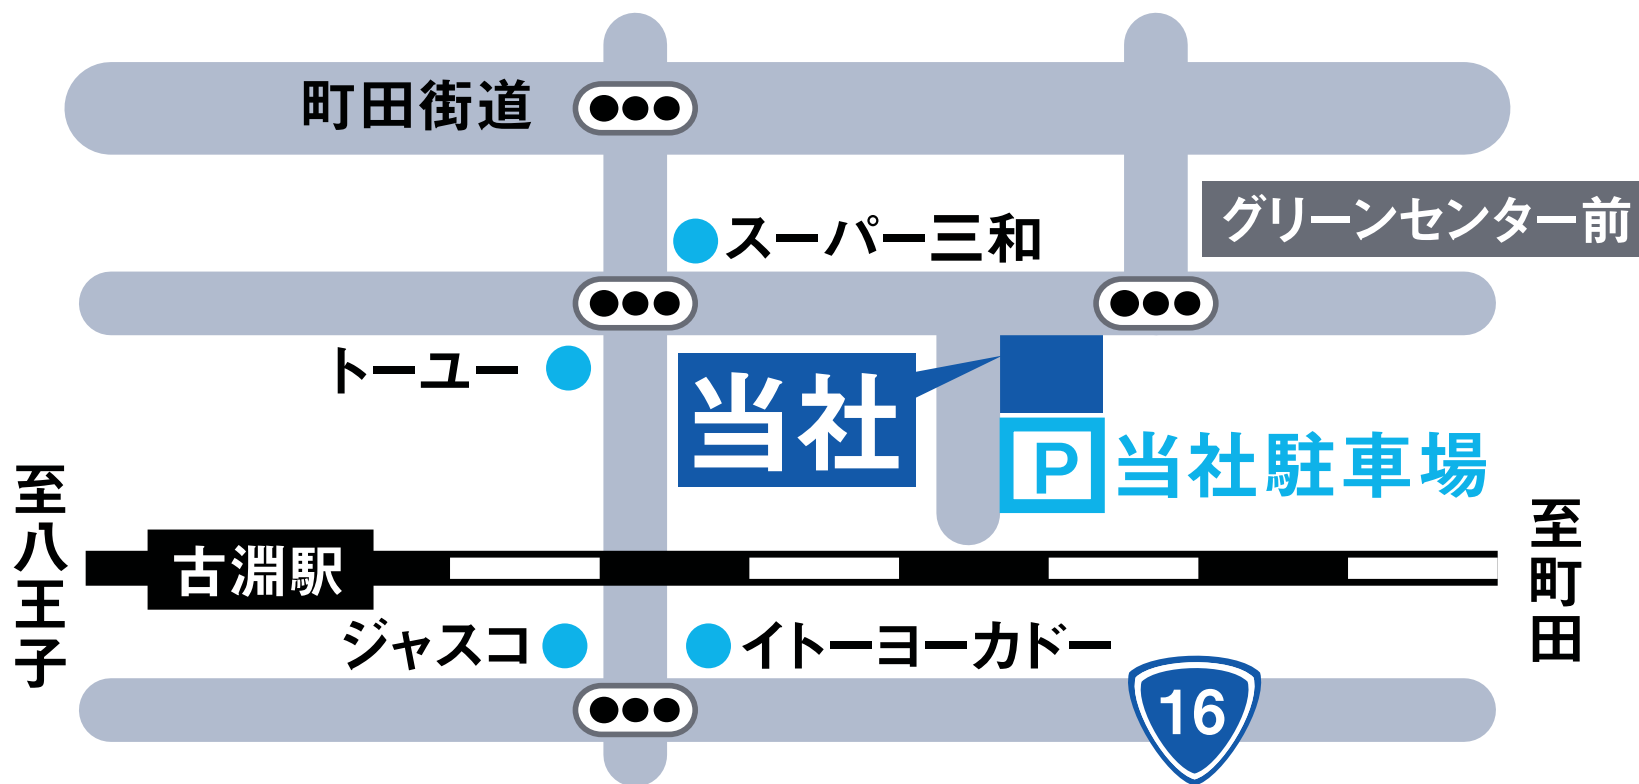 町田街道
グリーンセンター前
スーパー三和
トーユー
当社
P 当社駐車場
至八王子
古淵駅
至町田
ジャスコ
イトーヨーカドー
16